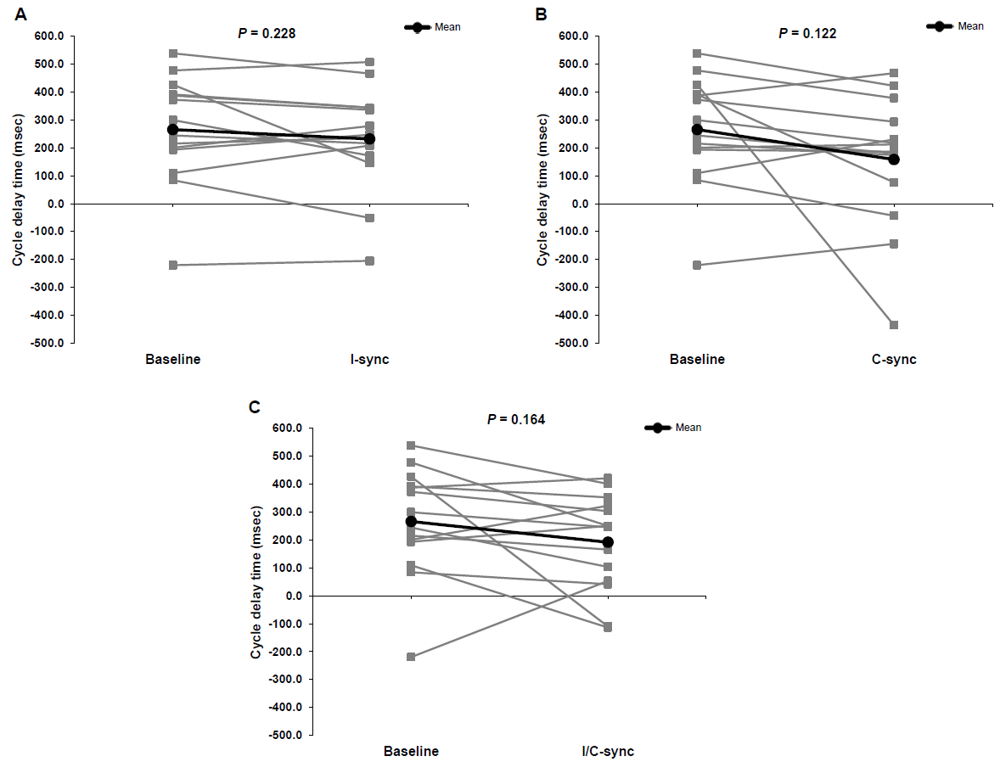 A
P = 0.228
Mean
Cycle delay time (msec)
600.0
500.0
400.0
300.0
200.0
100.0
0.0
-100.0
-200.0
-300.0
-400.0
-500.0
Baseline I-sync
B
P = 0.122
Mean
Cycle delay time (msec)
600.0
500.0
400.0
300.0
200.0
100.0
0.0
-100.0
-200.0
-300.0
-400.0
-500.0
Baseline C-sync
C
P = 0.164
Mean
Cycle delay time (msec)
600.0
500.0
400.0
300.0
200.0
100.0
0.0
-100.0
-200.0
-300.0
-400.0
-500.0
Baseline I/C-sync